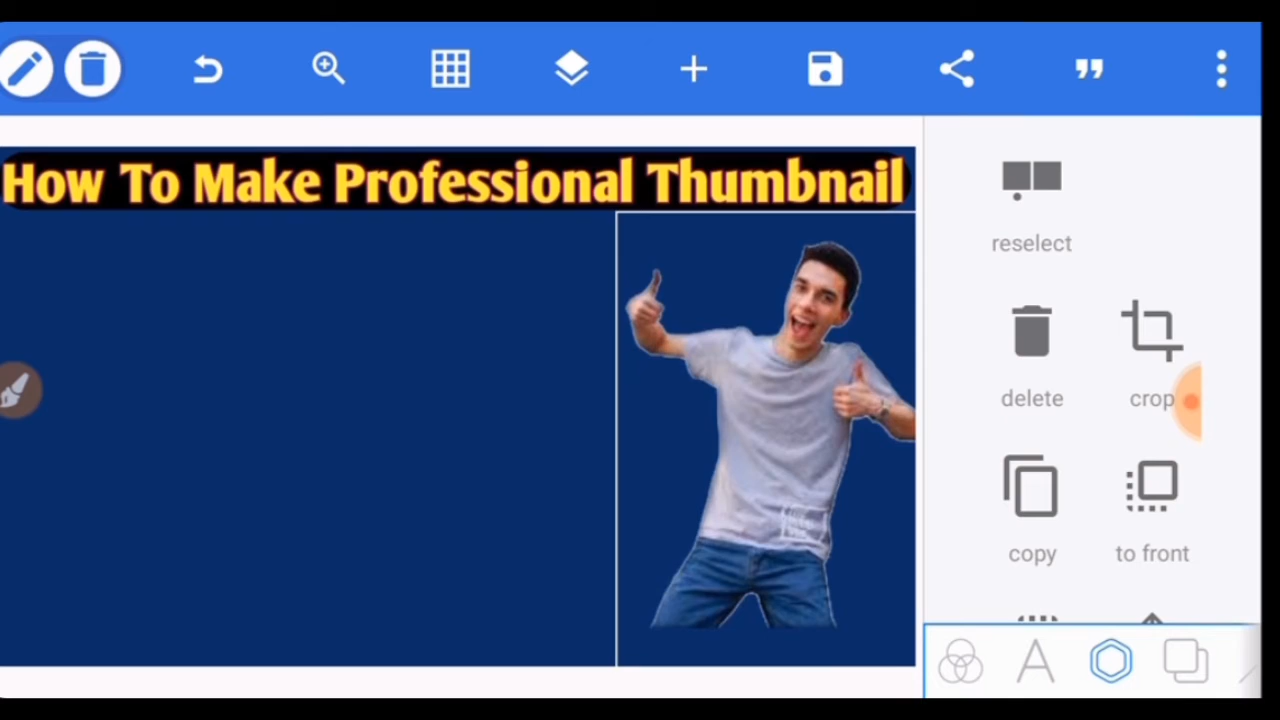 How To Make Professional Thumbnail
reselect
delete
crop
copy
to front